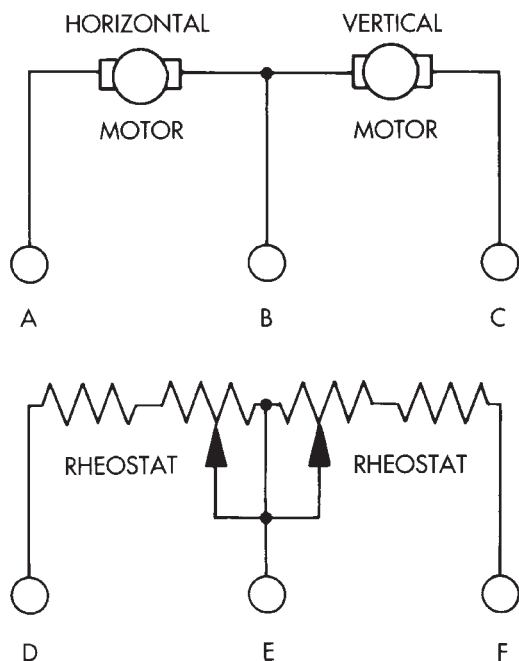 HORIZONTAL VERTICAL
MOTOR MOTOR
A B C
RHEOSTAT RHEOSTAT
D E F